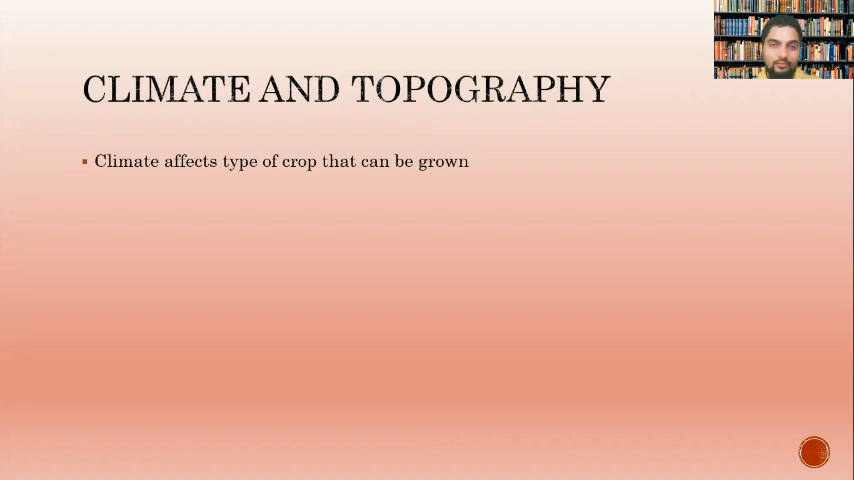 CLIMATE AND TOPOGRAPHY
Climate affects type of crop that can be grown